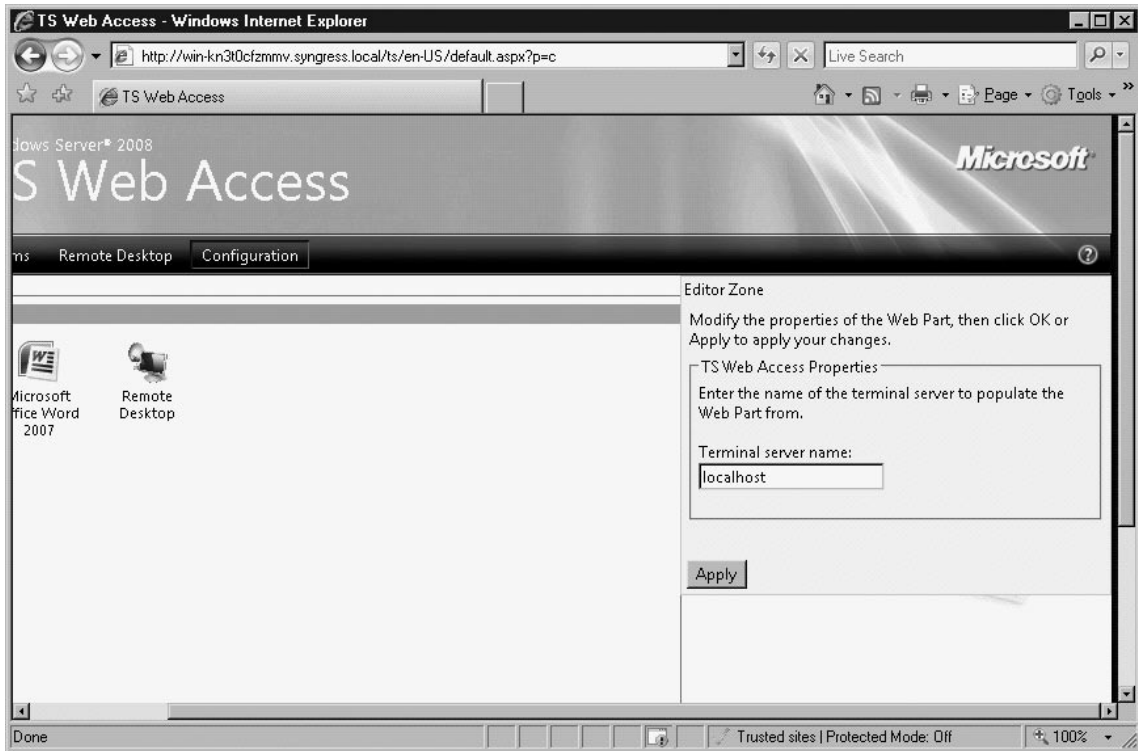 TS Web Access - Windows Internet Explorer
http://win-kn3t0cfzmmv.syngress.local/ts/en-US/default.aspx?p=c
Live Search
TS Web Access
Page
Tools
»
dows Server® 2008
S Web Access
Microsoft
ms Remote Desktop Configuration
Editor Zone
Modify the properties of the Web Part, then click OK or
Apply to apply your changes.
TS Web Access Properties
Enter the name of the terminal server to populate the
Web Part from.
Terminal server name:
localhost
Apply
Microsoft
fice Word
2007
Remote
Desktop
Done
Trusted sites | Protected Mode: Off
100%